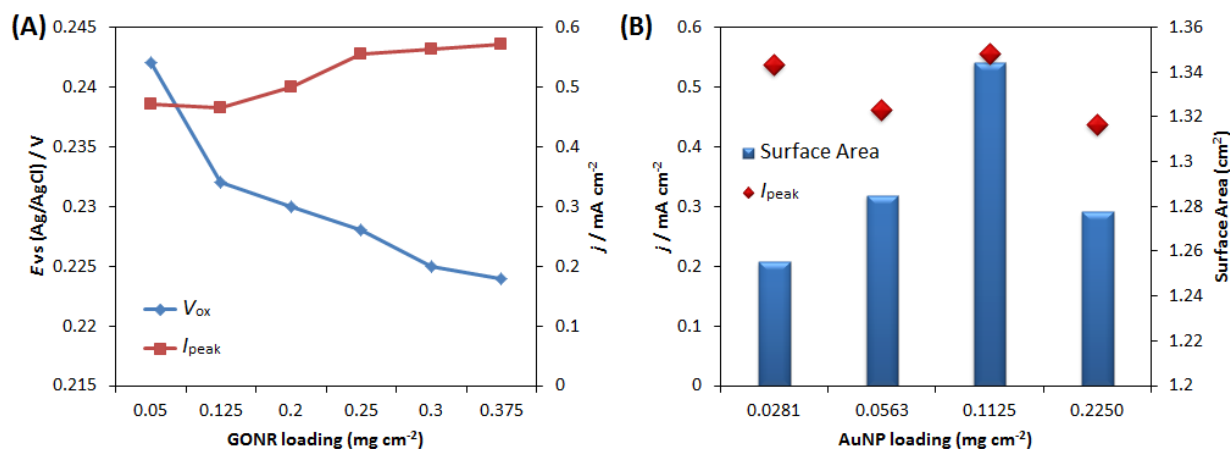 (A)
E vs (Ag/AgCl) / V
0.245
0.24
0.235
0.23
0.225
0.22
0.215
0.6
0.5
0.4
0.3
0.2
0.1
0
j / mA cm⁻²
Vox
Ipeak
0.05 0.125 0.2 0.25 0.3 0.375
GONR loading (mg cm⁻²)
(B)
j / mA cm⁻²
0.6
0.5
0.4
0.3
0.2
0.1
0
Surface Area
Ipeak
1.36
1.34
1.32
1.3
1.28
1.26
1.24
1.22
1.2
Surface Area (cm²)
0.0281 0.0563 0.1125 0.2250
AuNP loading (mg cm⁻²)